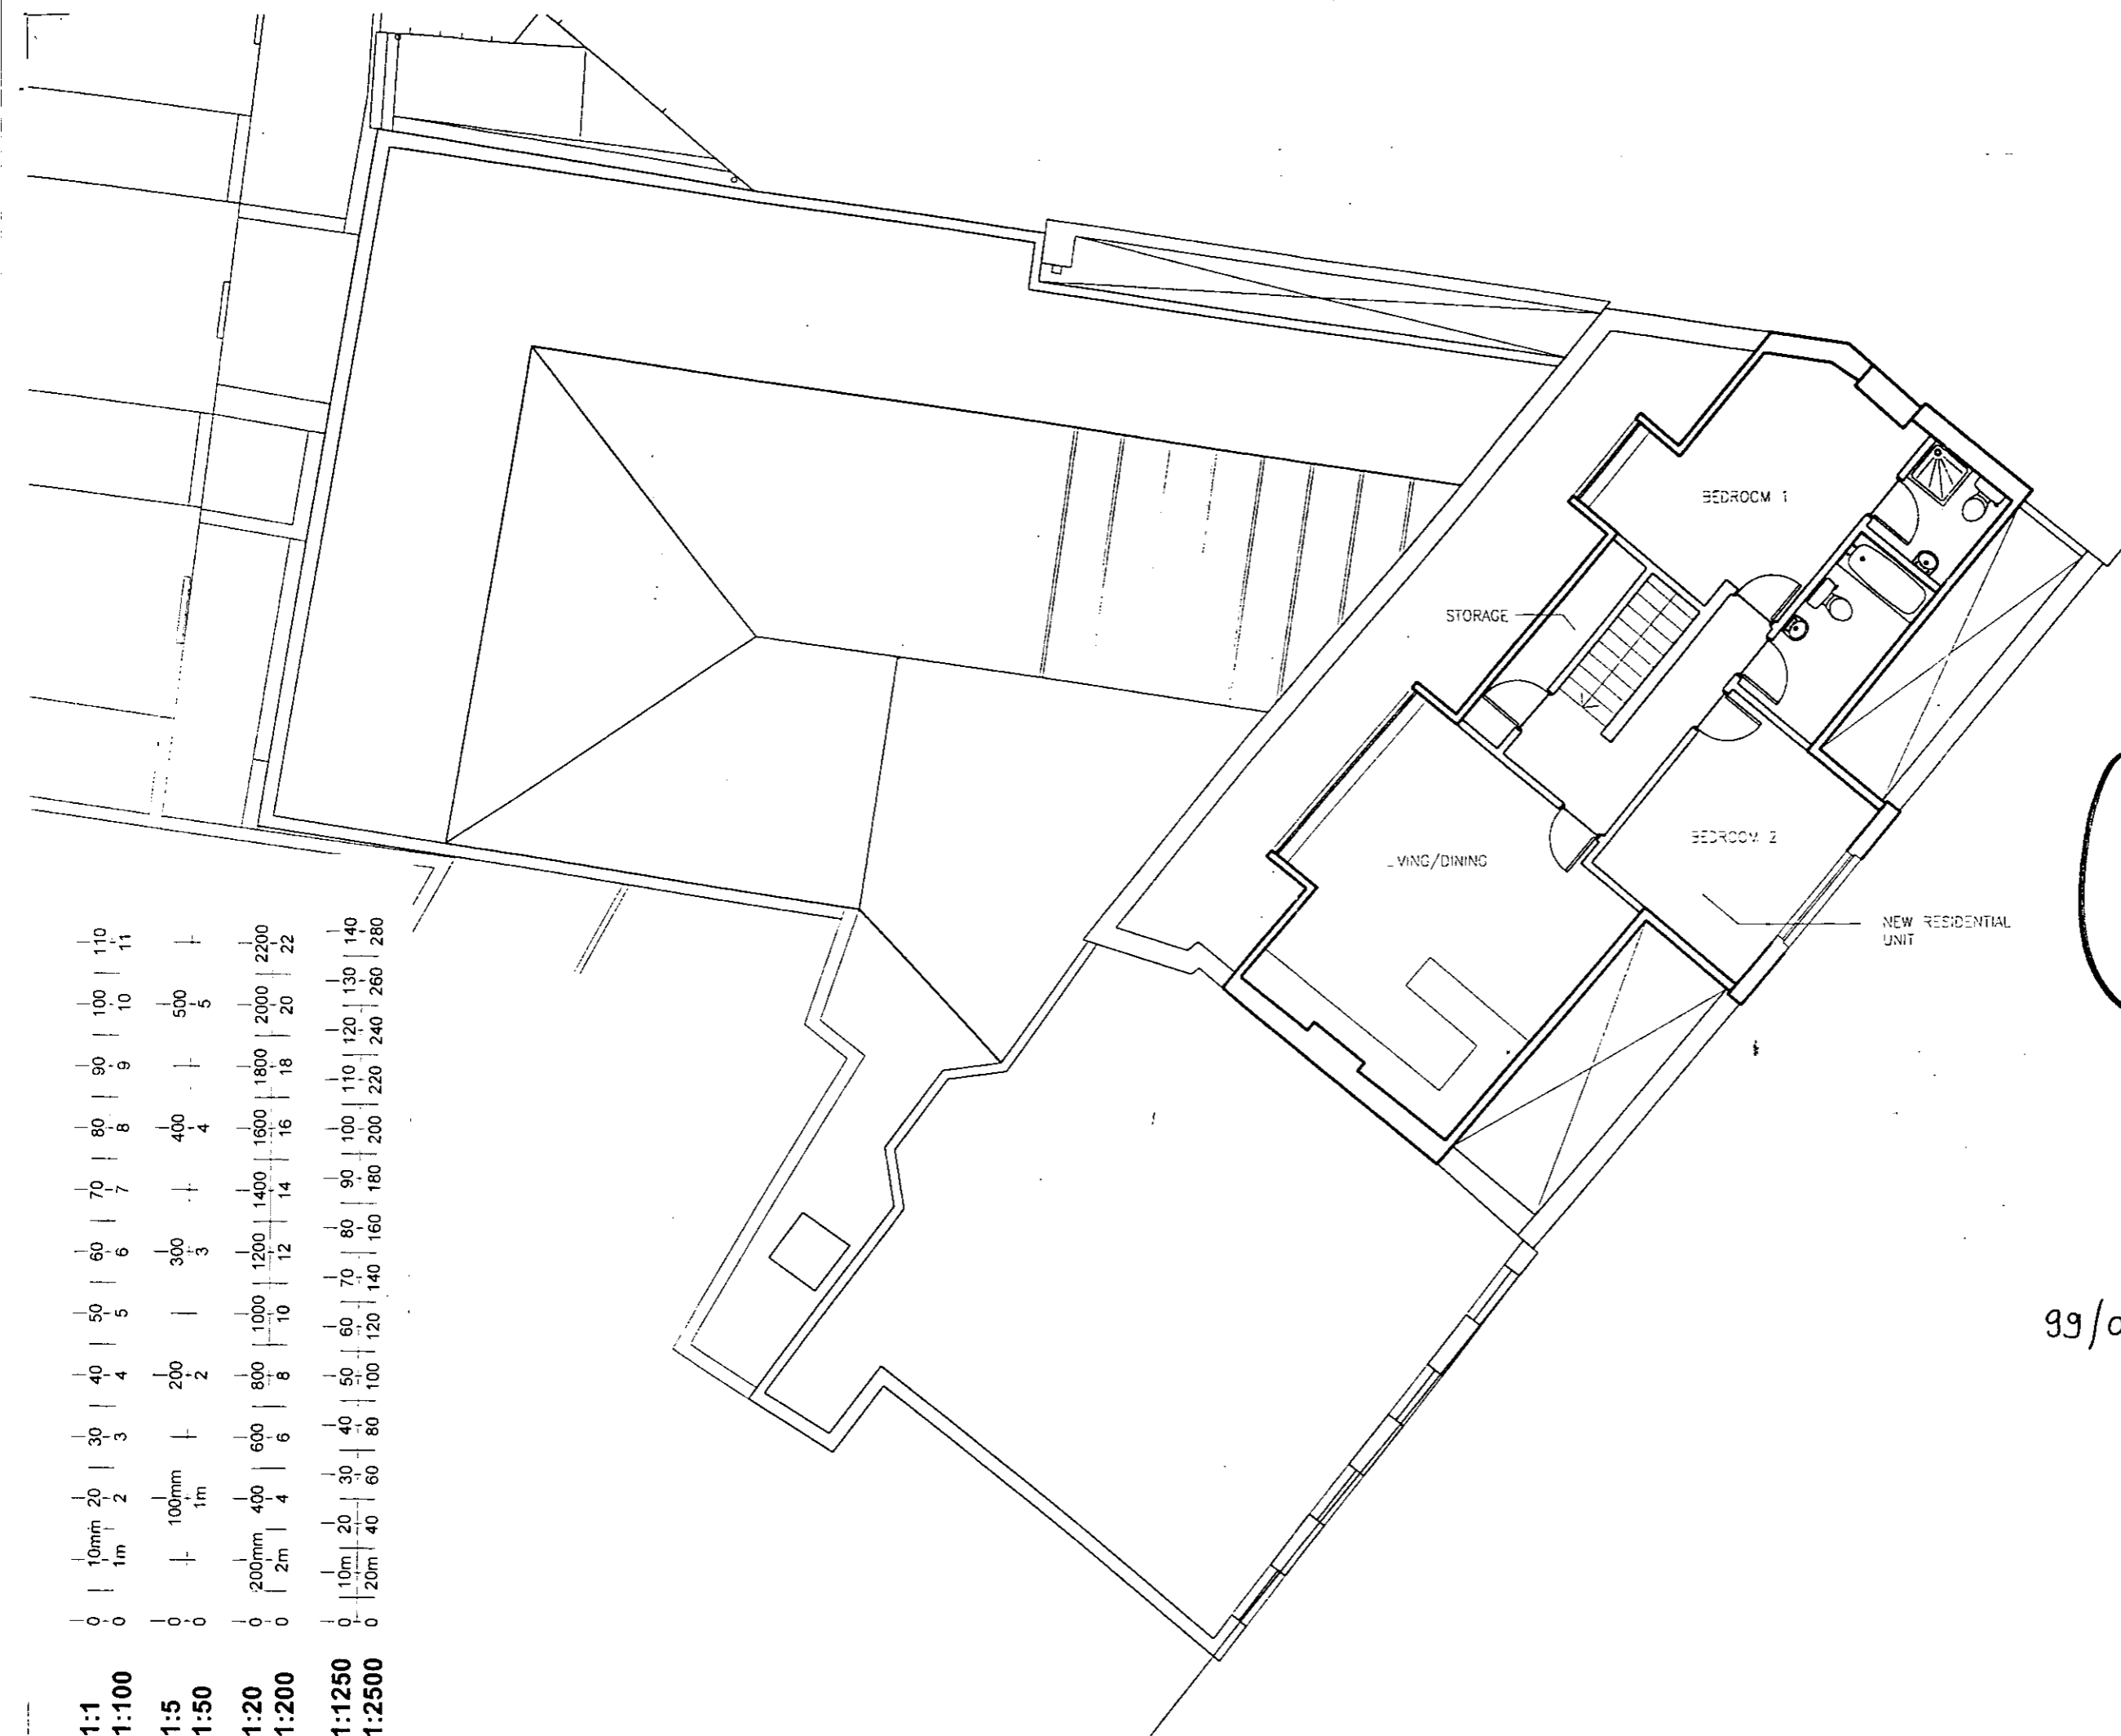 BEDROOM 1
STORAGE
LIVING/DINING
BEDROOM 2
NEW RESIDENTIAL
UNIT
99/0
1:1 0 10mm 20 30 40 50 60 70 80 90 100 110
1:100 0 1m 2 3 4 5 6 7 8 9 10 11
1:5 0 100mm 200 300 400 500
1:50 0 1m 2 3 4 5
1:20 0 200mm 400 600 800 1000 1200 1400 1600 1800 2000 2200
1:200 0 2m 4 6 8 10 12 14 16 18 20 22
1:1250 0 10m 20 30 40 50 60 70 80 90 100 110 120 130 140
1:2500 0 20m 40 60 80 100 120 140 160 180 200 220 240 260 280